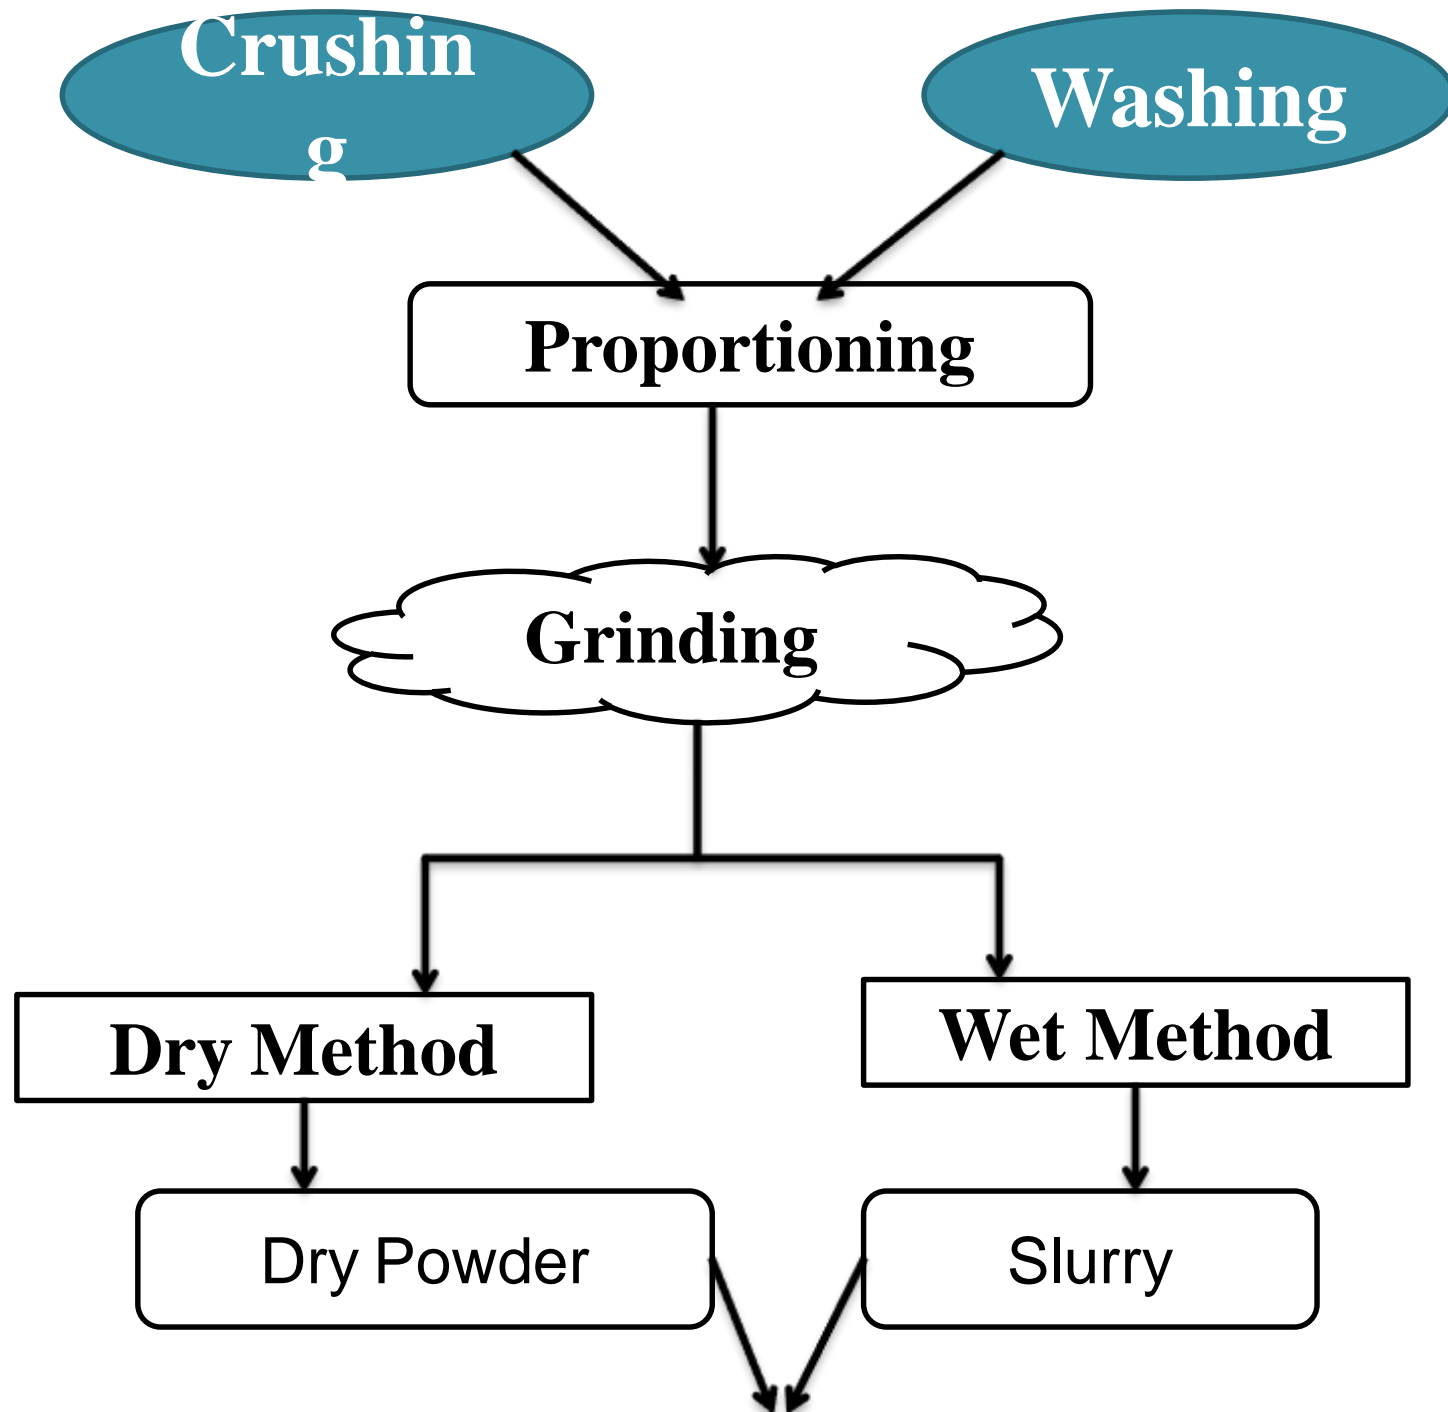 Crushin
g
Washing
Proportioning
Grinding
Dry Method
Wet Method
Dry Powder
Slurry